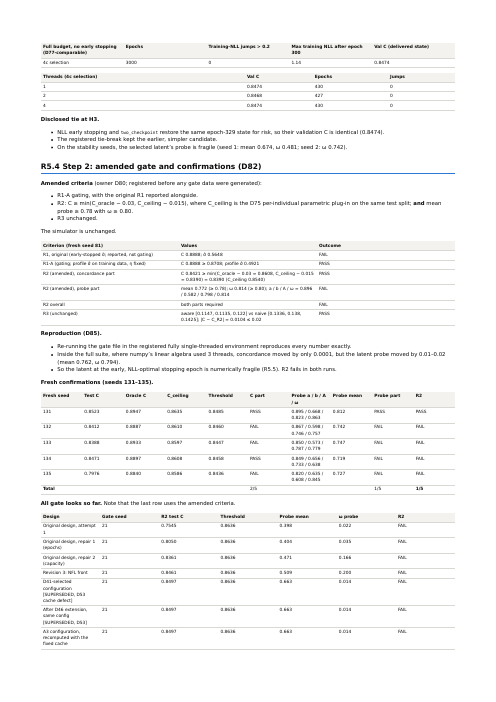 Full budget, no early stopping (D77-comparable) Epochs Training-NLL jumps > 0.2 Max training NLL after epoch 300 Val C (delivered state)
4c selection 3000 0 1.14 0.8474
Threads (4c selection) Val C Epochs Jumps
1 0.8474 430 0
2 0.8468 427 0
4 0.8474 430 0
Disclosed tie at H3.
• NLL early stopping and two_checkpoint restore the same epoch-329 state for risk, so their validation C is identical (0.8474).
• The registered tie-break kept the earlier, simpler candidate.
• On the stability seeds, the selected latent's probe is fragile (seed 1: mean 0.674, ω 0.481; seed 2: ω 0.742).
R5.4 Step 2: amended gate and confirmations (D82)
Amended criteria (owner D80; registered before any gate data were generated):
• R1-A gating, with the original R1 reported alongside.
• R2: C ≥ min(C_oracle − 0.03, C_ceiling − 0.015), where C_ceiling is the D75 per-individual parametric plug-in on the same test split; and mean probe ≥ 0.78 with ω ≥ 0.80.
• R3 unchanged.
The simulator is unchanged.
Criterion (fresh seed 81) Values Outcome
R1, original (early-stopped δ; reported, not gating) C 0.8888; δ 0.5648 FAIL
R1-A (gating; profile δ on training data, η fixed) C 0.8888 ≥ 0.8708; profile δ 0.4921 PASS
R2 (amended), concordance part C 0.8421 ≥ min(C_oracle − 0.03 = 0.8608, C_ceiling − 0.015 = 0.8390) = 0.8390 (C_ceiling 0.8540) PASS
R2 (amended); probe part mean 0.772 (≥ 0.78); ω 0.814 (≥ 0.80); a / b / A / ω = 0.896 / 0.582 / 0.798 / 0.814 FAIL
R2 overall both parts required FAIL
R3 (unchanged) aware [0.1147, 0.1135, 0.122] vs naive [0.1336, 0.138, 0.1425], |C − C_R2| = 0.0104 ≤ 0.02 PASS
Reproduction (D85).
• Re-running the gate file in the registered fully single-threaded environment reproduces every number exactly.
• Inside the full suite, where numpy's linear algebra used 3 threads, concordance moved by only 0.0001, but the latent probe moved by 0.01–0.02 (mean 0.762, ω 0.794).
• So the latent at the early, NLL-optimal stopping epoch is numerically fragile (R5.5). R2 fails in both runs.
Fresh confirmations (seeds 131–135).
Seed Test C Oracle C C_ceiling Threshold C part Probe a / b / A / ω Probe mean Probe part R2
131 0.8523 0.8947 0.8635 0.8485 PASS 0.895 / 0.668 / 0.823 / 0.863 0.812 PASS PASS
132 0.8412 0.8887 0.8610 0.8460 FAIL 0.867 / 0.598 / 0.746 / 0.757 0.742 FAIL FAIL
133 0.8388 0.8933 0.8597 0.8447 FAIL 0.850 / 0.573 / 0.787 / 0.779 0.747 FAIL FAIL
134 0.8471 0.8897 0.8608 0.8458 PASS 0.849 / 0.656 / 0.733 / 0.638 0.719 FAIL FAIL
135 0.7976 0.8840 0.8586 0.8436 FAIL 0.820 / 0.635 / 0.608 / 0.845 0.727 FAIL FAIL
Total 2/5 1/5 1/5
All gate looks so far. Note that the last row uses the amended criteria.
Design Gate seed R2 test C Threshold Probe mean ω probe R2
Original design, attempt 1 21 0.7545 0.8636 0.398 0.022 FAIL
Original design, repair 1 (epochs) 21 0.8050 0.8636 0.404 0.035 FAIL
Original design, repair 2 (capacity) 21 0.8361 0.8636 0.471 0.166 FAIL
Revision 3: RFL front 21 0.8461 0.8636 0.509 0.200 FAIL
D41-selected configuration [SUPERSEDED, D53 cache defect] 21 0.8497 0.8636 0.663 0.014 FAIL
After D46 extension, same config [SUPERSEDED, D53] 21 0.8497 0.8636 0.663 0.014 FAIL
A3 configuration, recomputed with the fixed cache 21 0.8497 0.8636 0.663 0.014 FAIL